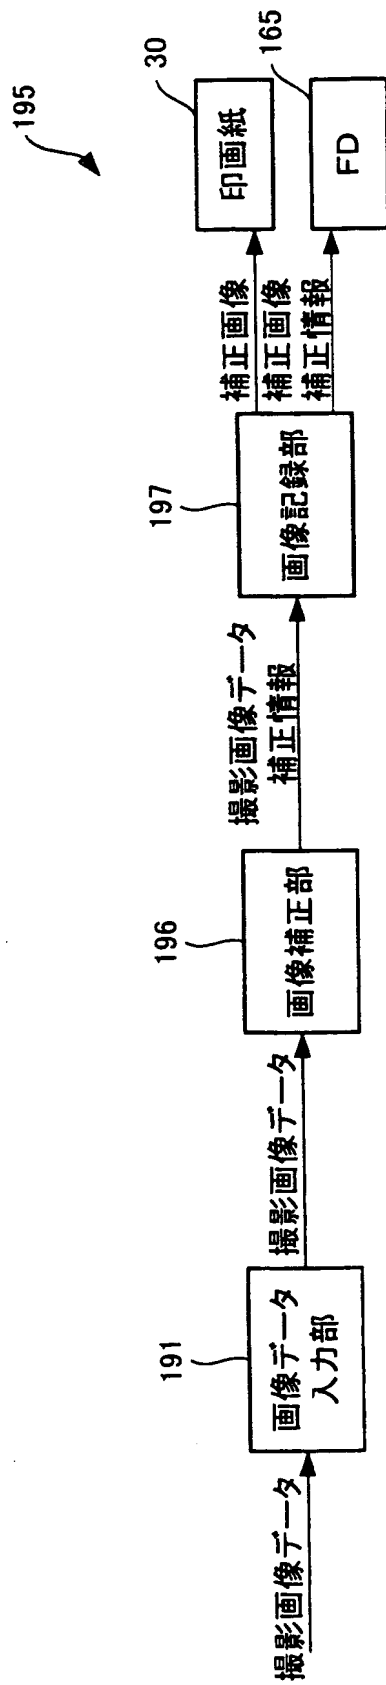 195
撮影画像データ
191
画像データ
入力部
撮影画像データ
196
画像補正部
撮影画像データ
補正情報
197
画像記録部
補正画像
補正画像
補正情報
30
印画紙
165
FD